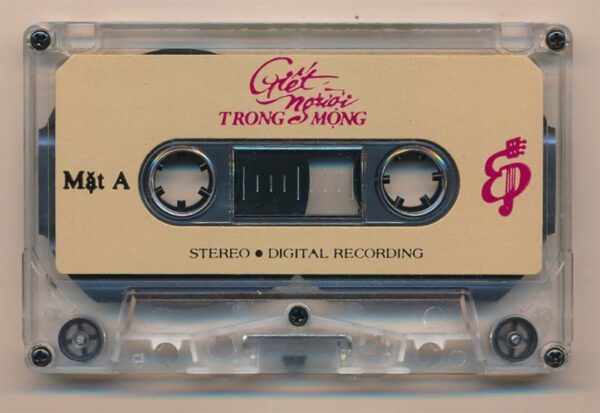 Giết
người
TRONG MỘNG
Mặt A
STEREO ● DIGITAL RECORDING